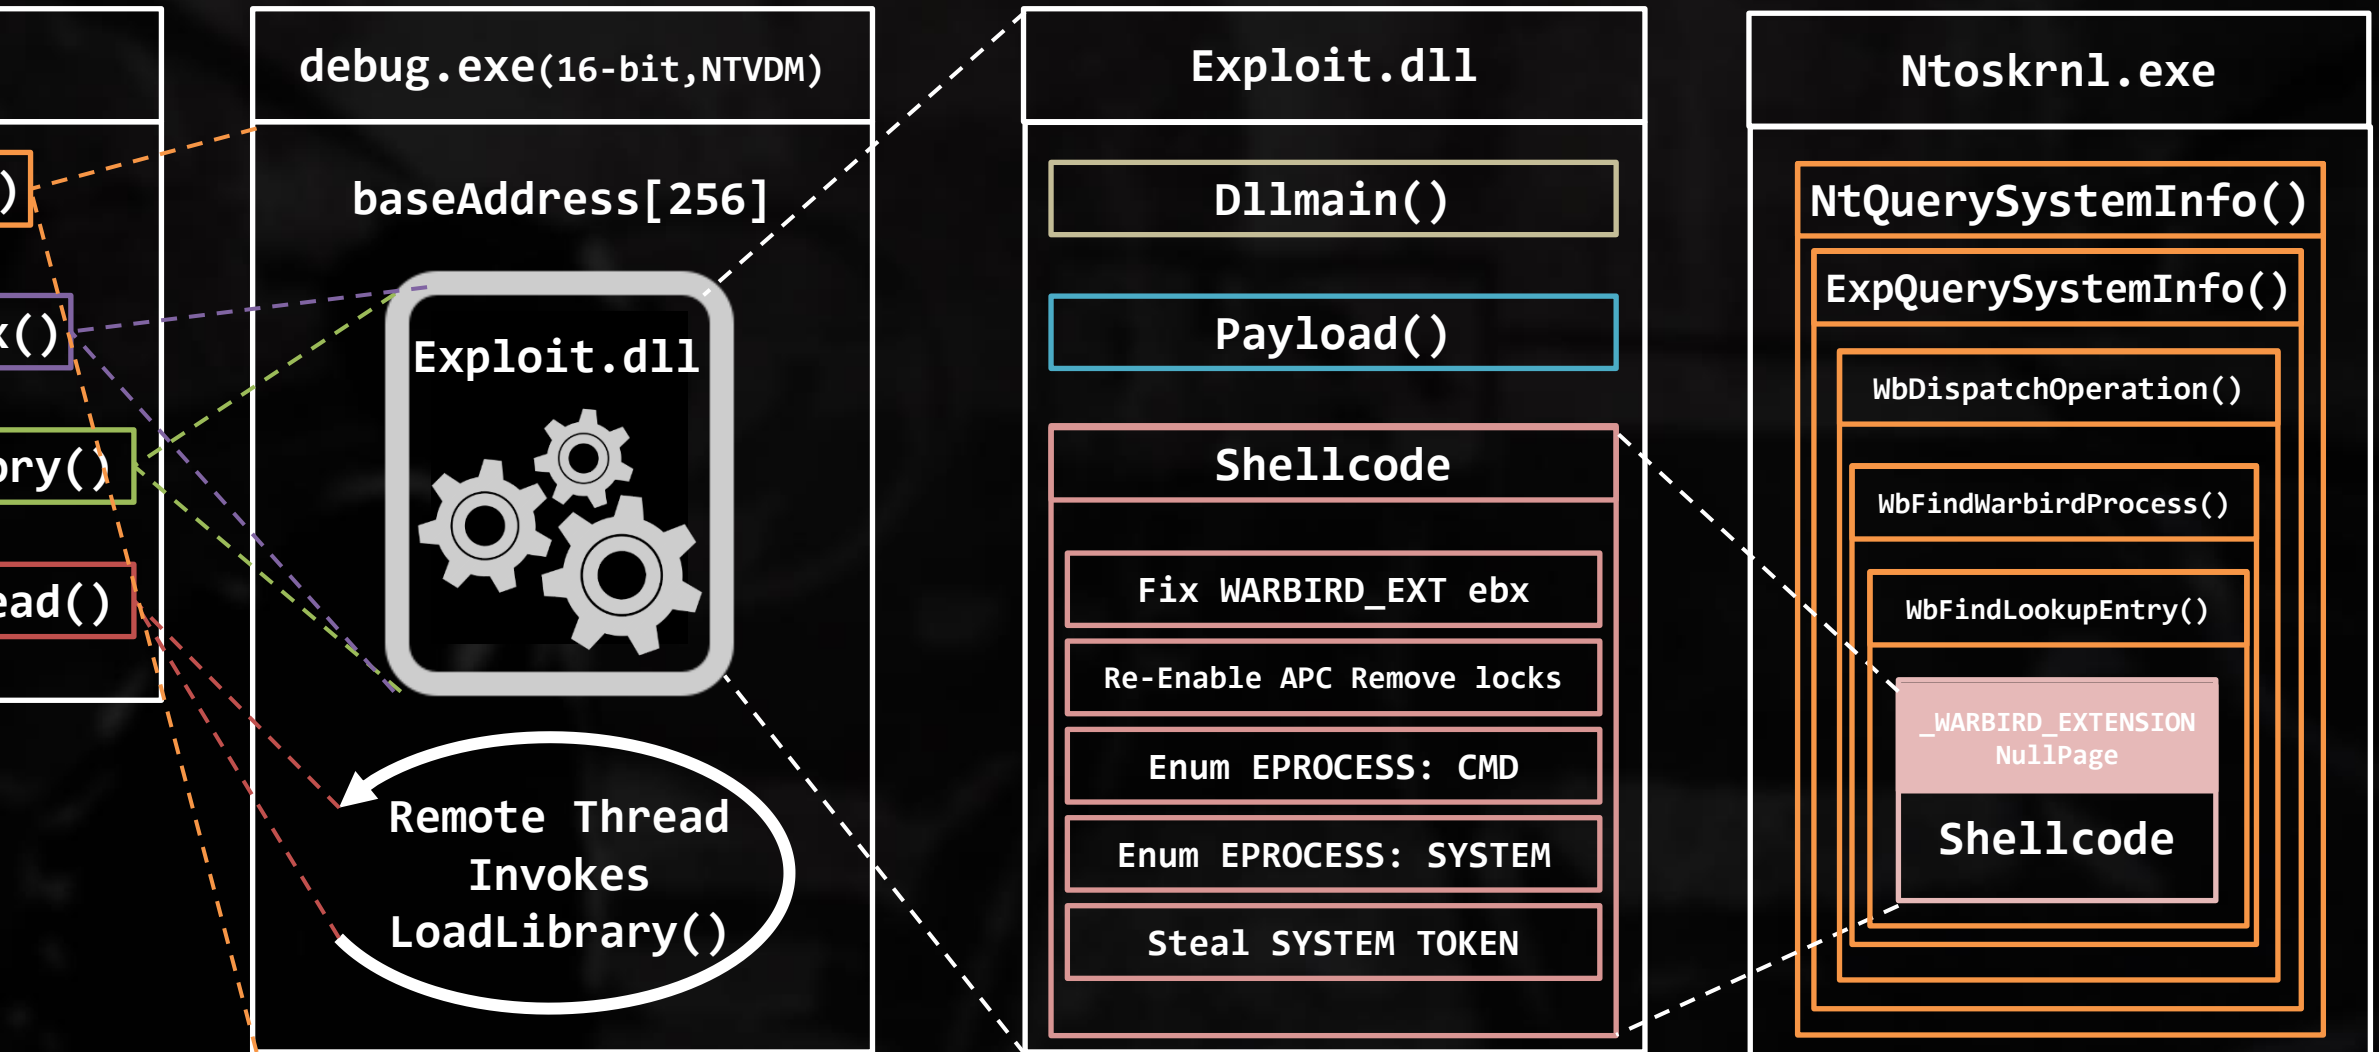 )
x()
ory()
ead()
debug.exe(16-bit,NTVDM)
baseAddress[256]
Exploit.dll
Remote Thread
Invokes
LoadLibrary()
Exploit.dll
Dllmain()
Payload()
Shellcode
Fix WARBIRD_EXT ebx
Re-Enable APC Remove locks
Enum EPROCESS: CMD
Enum EPROCESS: SYSTEM
Steal SYSTEM TOKEN
Ntoskrnl.exe
NtQuerySystemInfo()
ExpQuerySystemInfo()
WbDispatchOperation()
WbFindWarbirdProcess()
WbFindLookupEntry()
_WARBIRD_EXTENSION
NullPage
Shellcode